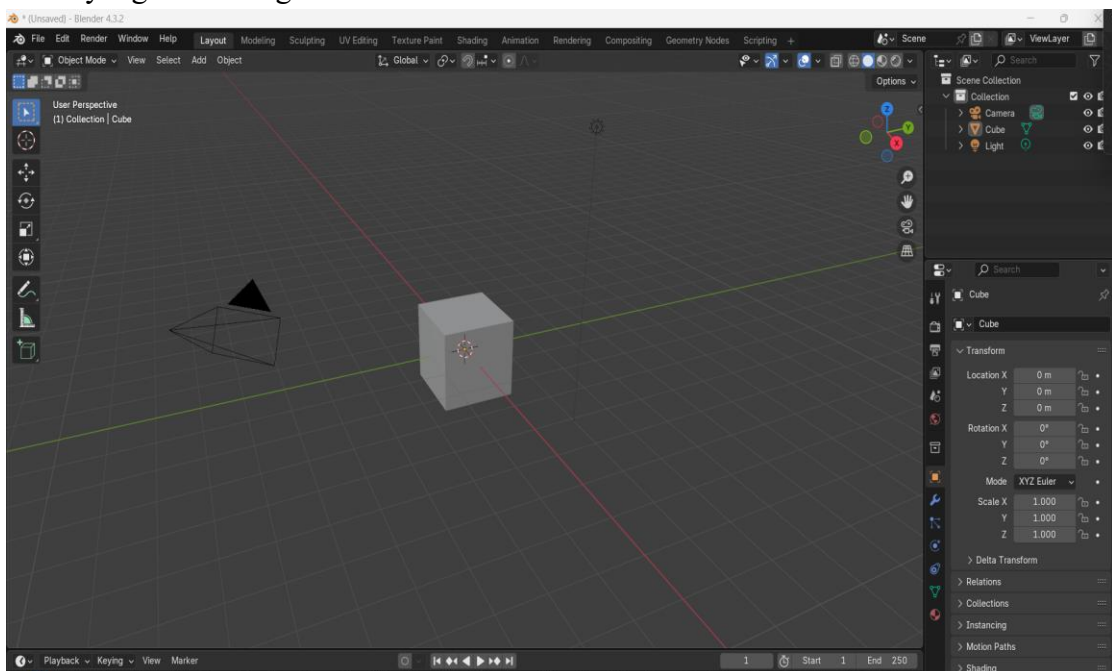 * (Unsaved) - Blender 4.3.2
File Edit Render Window Help Layout Modeling Sculpting UV Editing Texture Paint Shading Animation Rendering Compositing Geometry Nodes Scripting + Scene ViewLayer
Object Mode View Select Add Object Global Search
Options
User Perspective
(1) Collection | Cube
Z
Y
X
Scene Collection
Collection
Camera
Cube
Light
Search
Cube
Cube
Transform
Location X 0 m
Y 0 m
Z 0 m
Rotation X 0°
Y 0°
Z 0°
Mode XYZ Euler
Scale X 1.000
Y 1.000
Z 1.000
Delta Transform
Relations
Collections
Instancing
Motion Paths
Shading
Playback Keying View Marker 1 Start 1 End 250